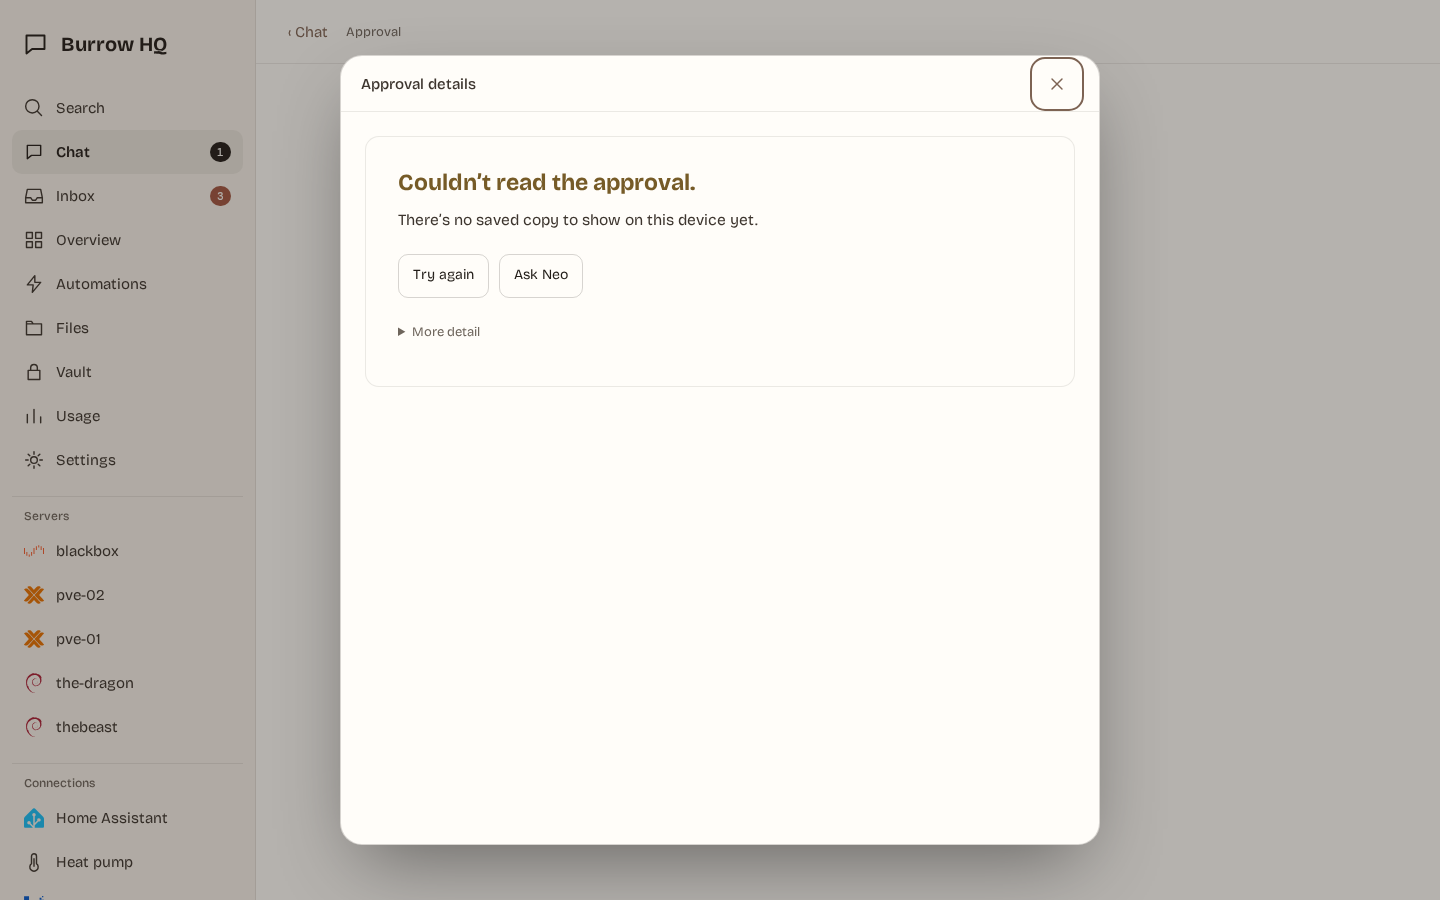 Burrow HQ
Search
Chat 1
Inbox 3
Overview
Automations
Files
Vault
Usage
Settings
Servers
blackbox
pve-02
pve-01
the-dragon
thebeast
Connections
Home Assistant
Heat pump
‹ Chat Approval
Approval details
Couldn’t read the approval.
There’s no saved copy to show on this device yet.
Try again Ask Neo
More detail